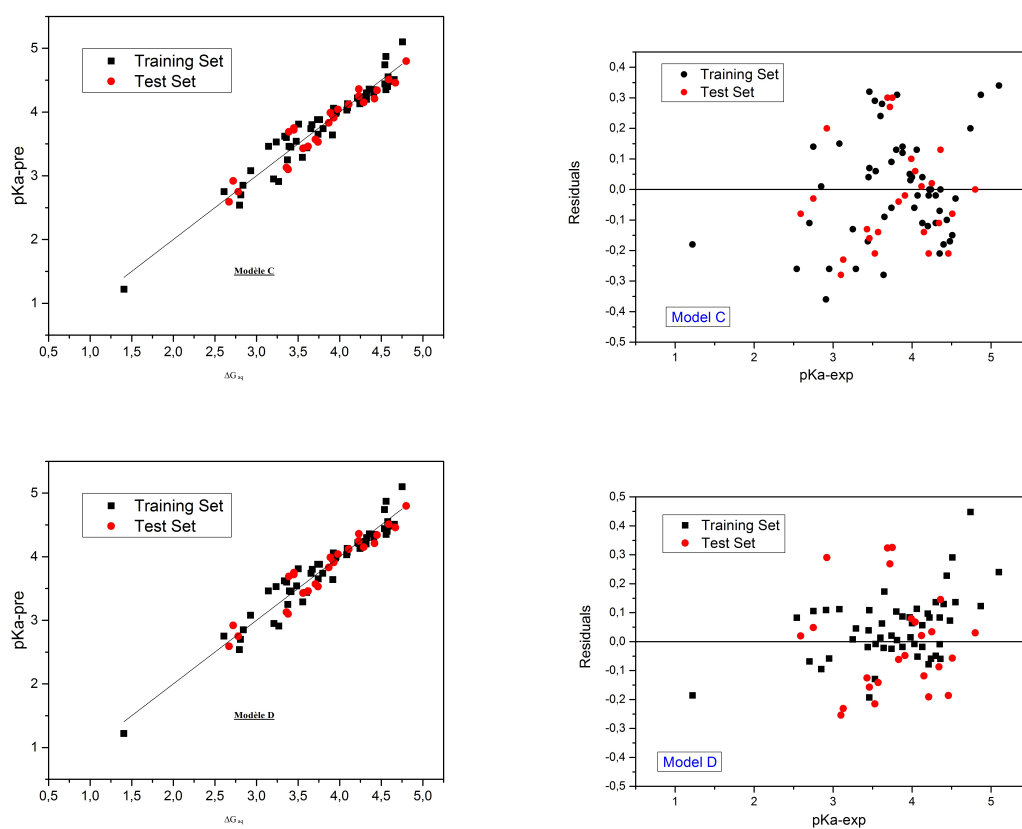 pKa-pre
5
4
3
2
1
Training Set
Test Set
Modèle C
0,5 1,0 1,5 2,0 2,5 3,0 3,5 4,0 4,5 5,0
ΔG aq
Residuals
0,4
0,3
0,2
0,1
0,0
-0,1
-0,2
-0,3
-0,4
-0,5
Training Set
Test Set
Model C
1 2 3 4 5
pKa-exp
pKa-pre
5
4
3
2
1
Training Set
Test Set
Modèle D
0,5 1,0 1,5 2,0 2,5 3,0 3,5 4,0 4,5 5,0
ΔG aq
Residuals
0,5
0,4
0,3
0,2
0,1
0,0
-0,1
-0,2
-0,3
-0,4
-0,5
Training Set
Test Set
Model D
1 2 3 4 5
pKa-exp